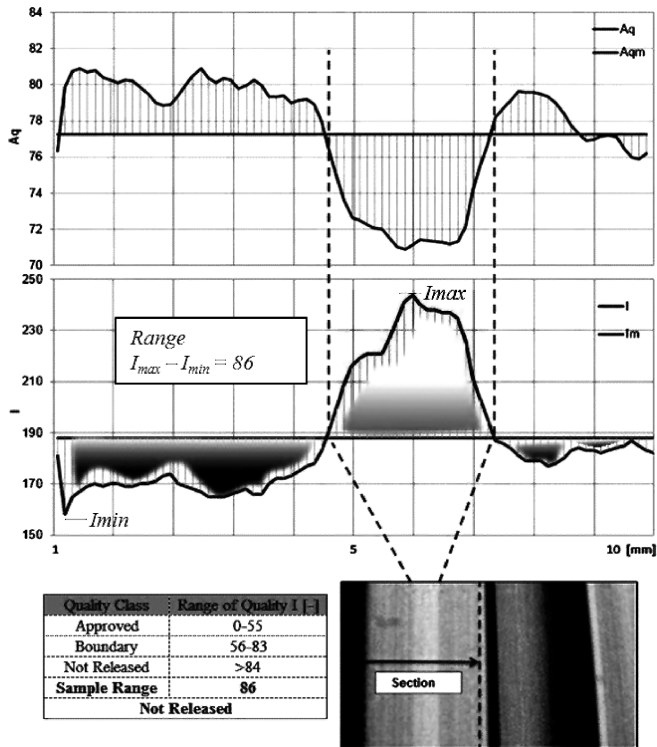 84
82
80
78
76
74
72
70
Aq
Aq
Aqm
250
230
210
190
170
150
I
Imax
I
Im
Range
Imax – Imin = 86
Imin
1
5
10 [mm]
Quality Class Range of Quality I [-]
Approved 0-55
Boundary 56-83
Not Released >84
Sample Range 86
Not Released
Section